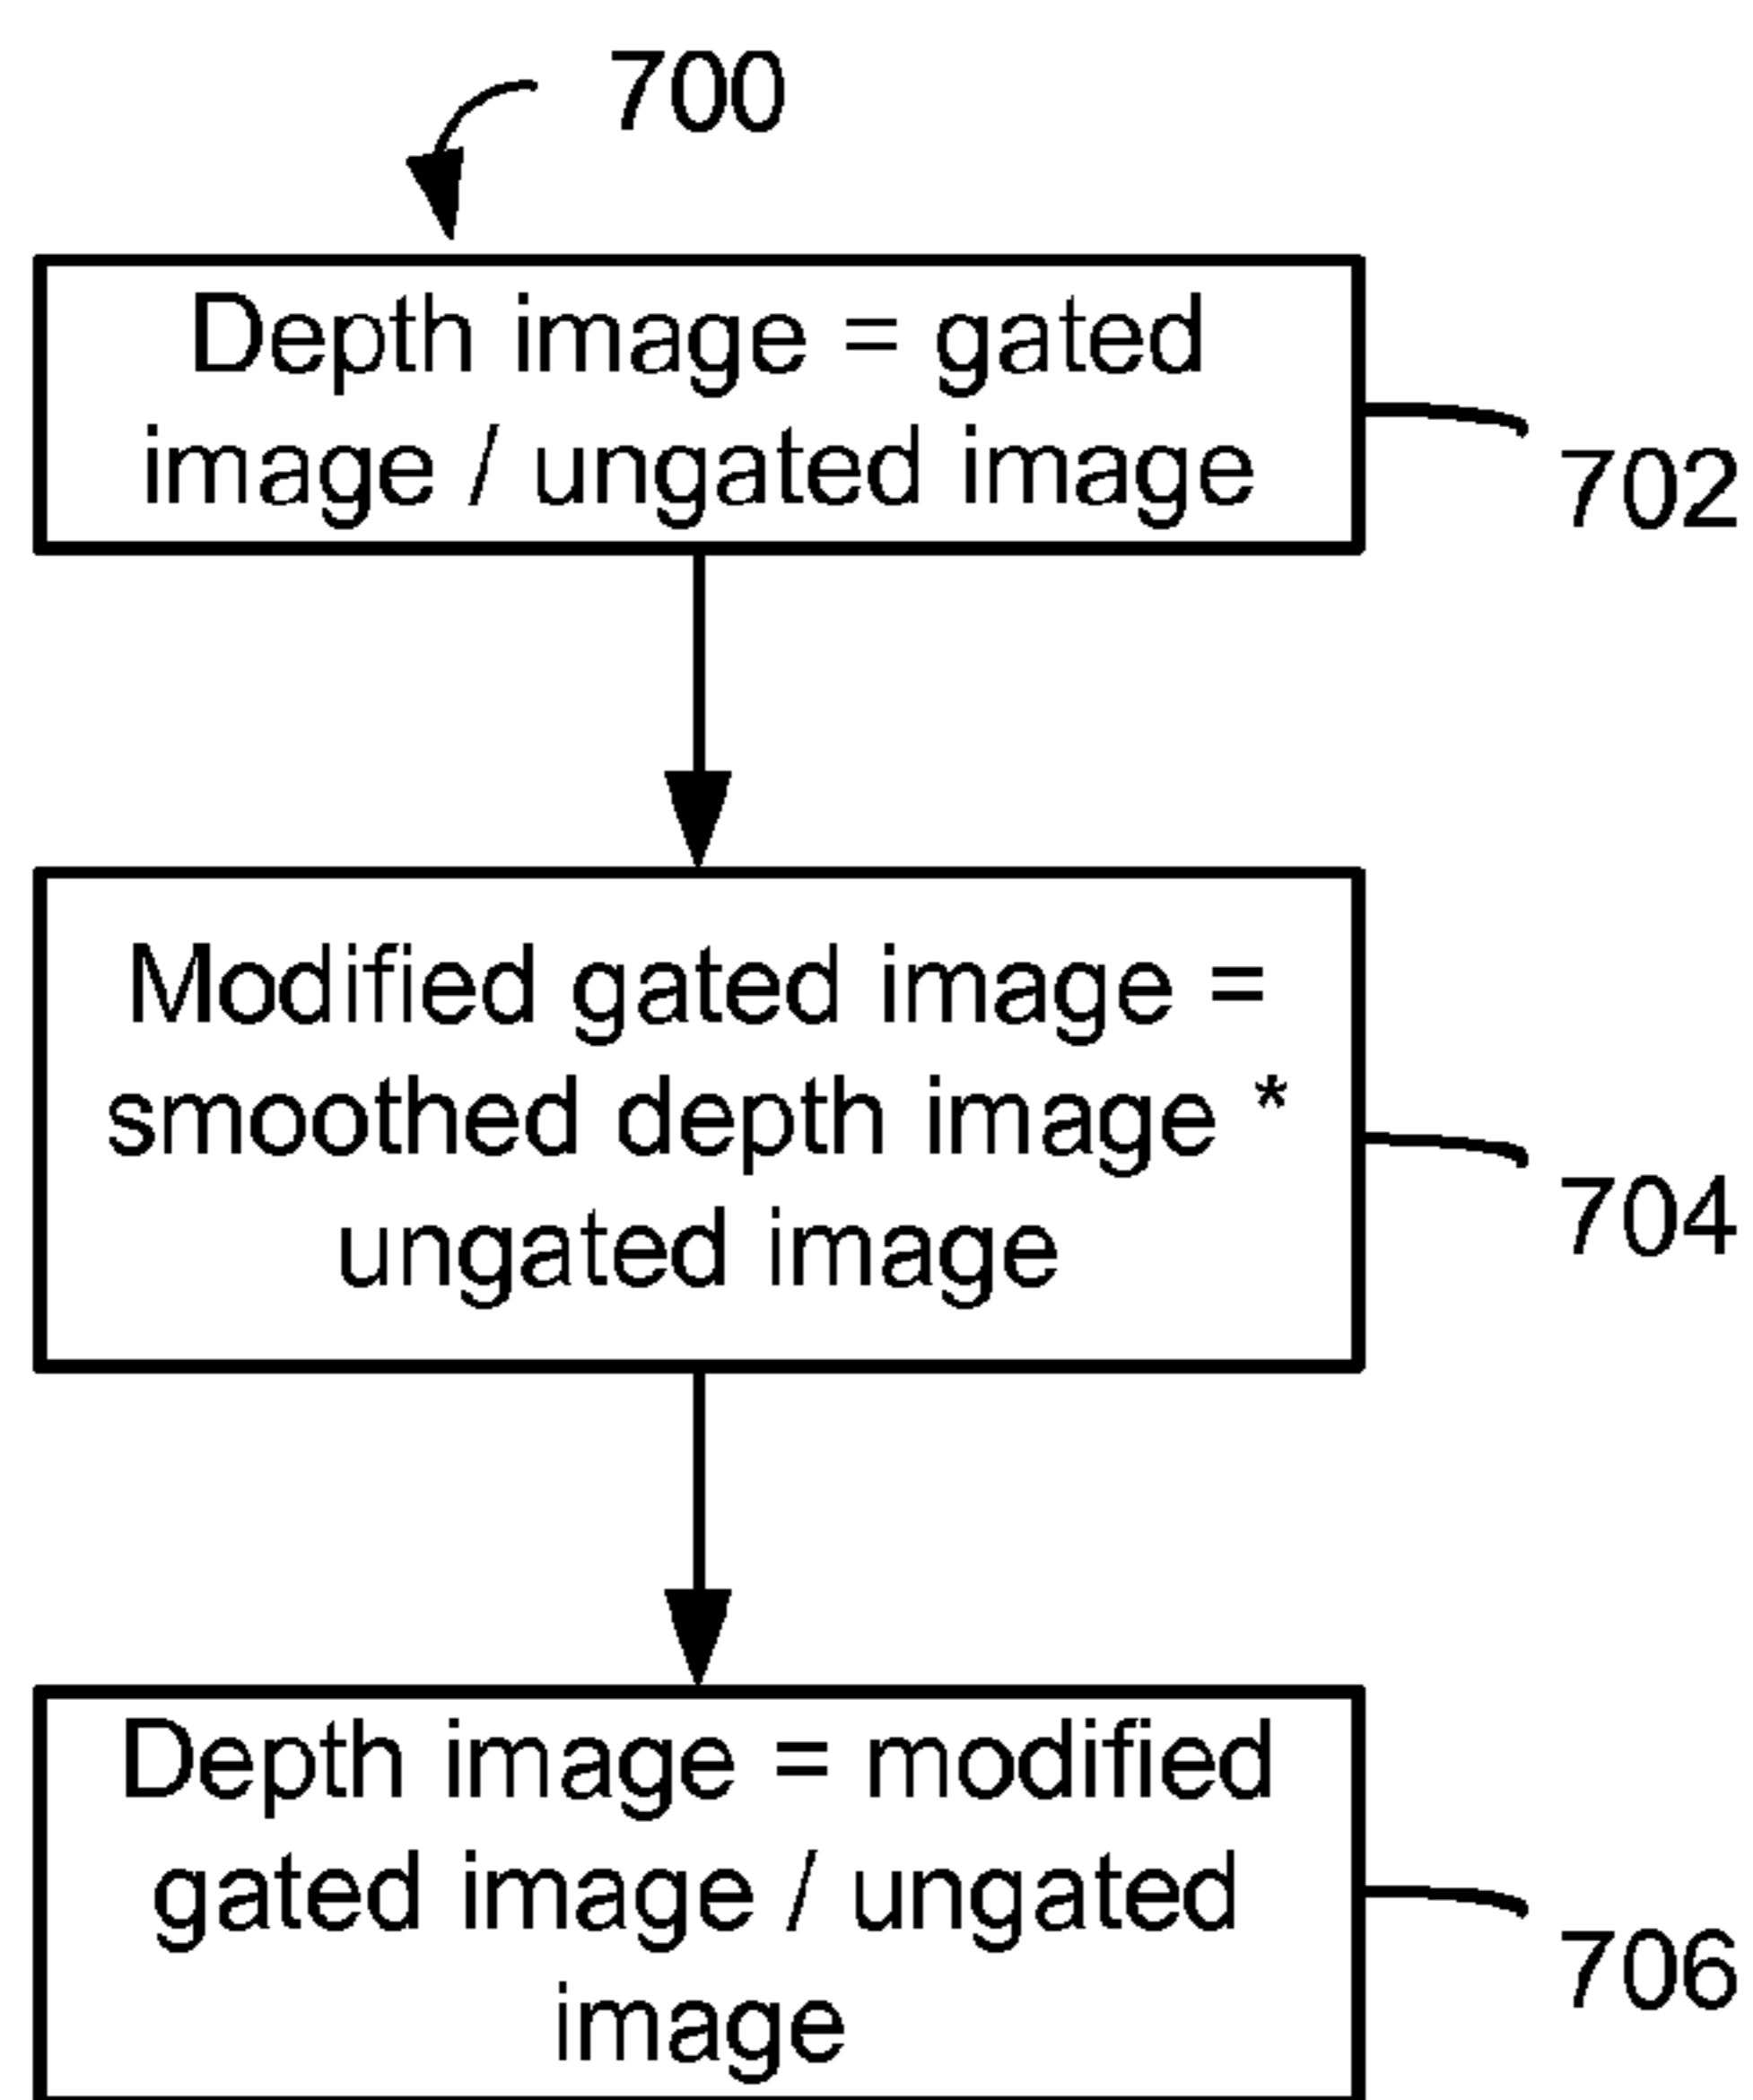 700
Depth image = gated
image / ungated image
702
Modified gated image =
smoothed depth image *
ungated image
704
Depth image = modified
gated image / ungated
image
706